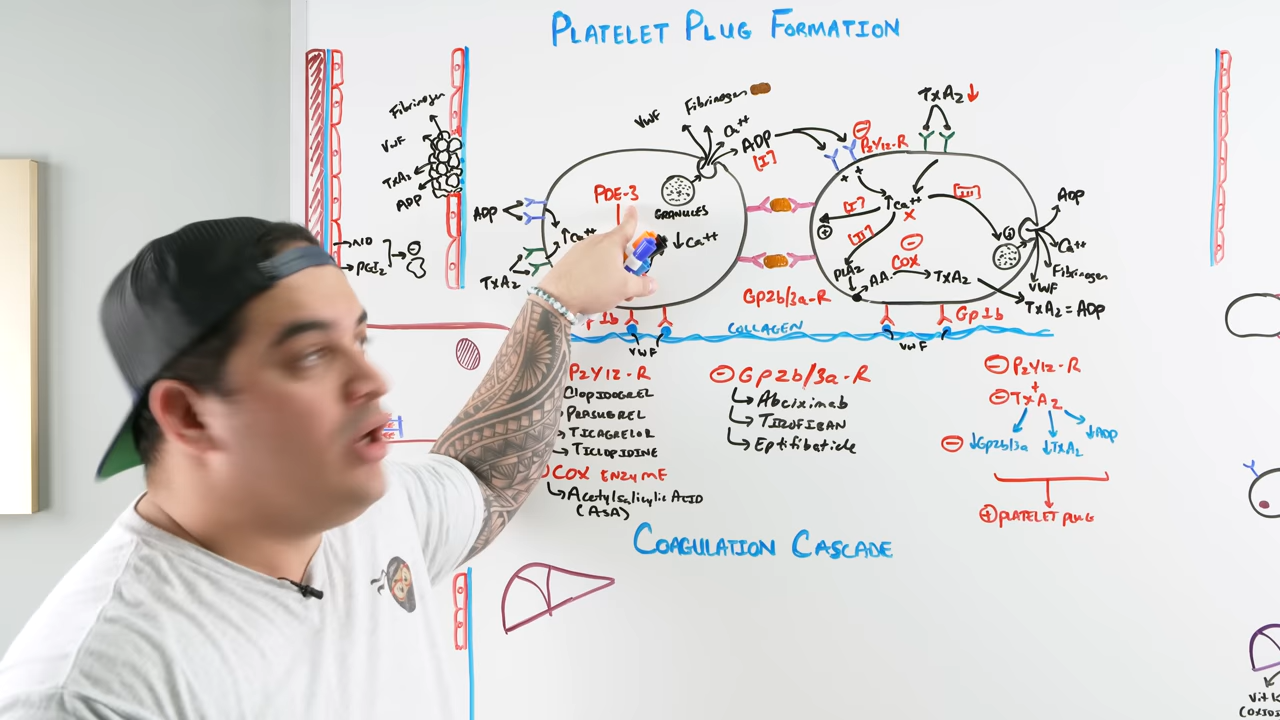 PLATELET PLUG FORMATION
Fibrinogen
VWF
TXA2
ADP
NO
PGI2
ADP
TXA2
↑Ca++
PDE-3
GRANULES
↓Ca++
VWF
Fibrinogen
Ca++
ADP
[I]
P2Y12-R
TXA2↓
↑Ca++
[I]
[II]
[III]
PLA2
AA
COX
TXA2
ADP
Ca++
Fibrinogen
VWF
TXA2 = ADP
Gp2b/3a-R
Gp1b
COLLAGEN
VWF
VWF
P2Y12-R
Clopidogrel
PRASUGREL
TICAGRELOR
TICLOPIDINE
COX ENZYME
Acetylsalicylic ACID
(ASA)
⊖ Gp2b/3a-R
Abciximab
TIROFIBAN
Eptifibatide
⊖ P2Y12-R
+
⊖ TXA2
⊖ ↓Gp2b/3a ↓TXA2 ↓ADP
⊕ PLATELET PLUG
COAGULATION CASCADE